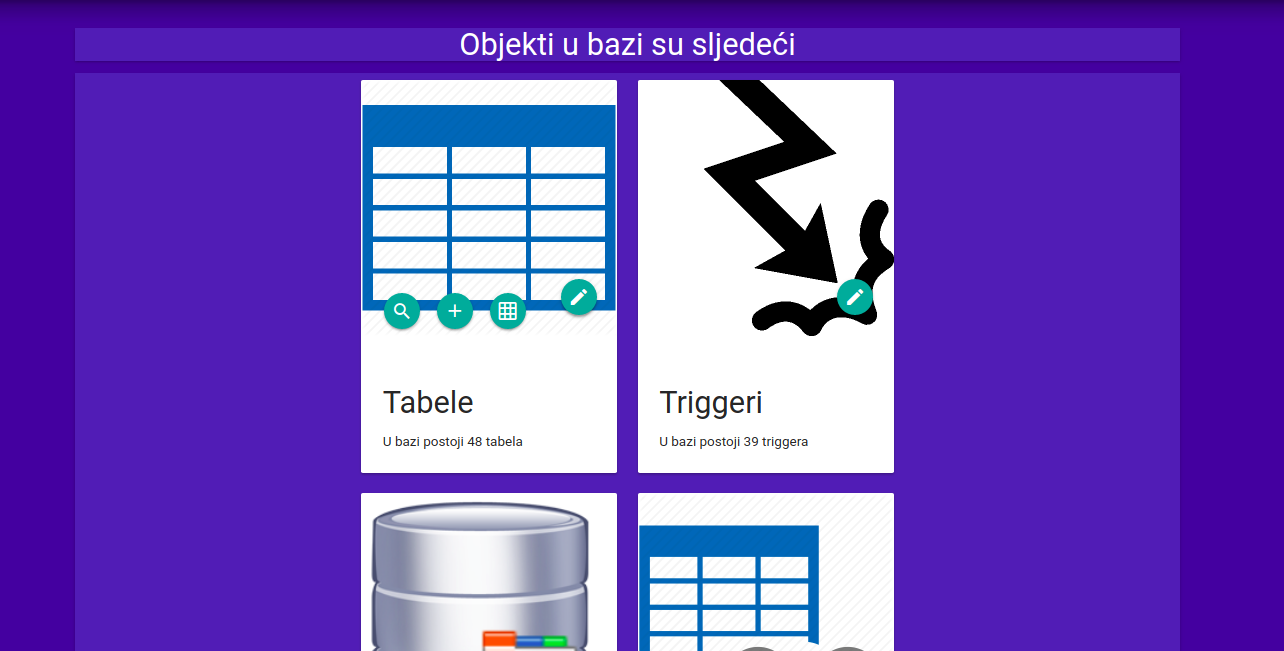 Objekti u bazi su sljedeći
Tabele
U bazi postoji 48 tabela
Triggeri
U bazi postoji 39 triggera